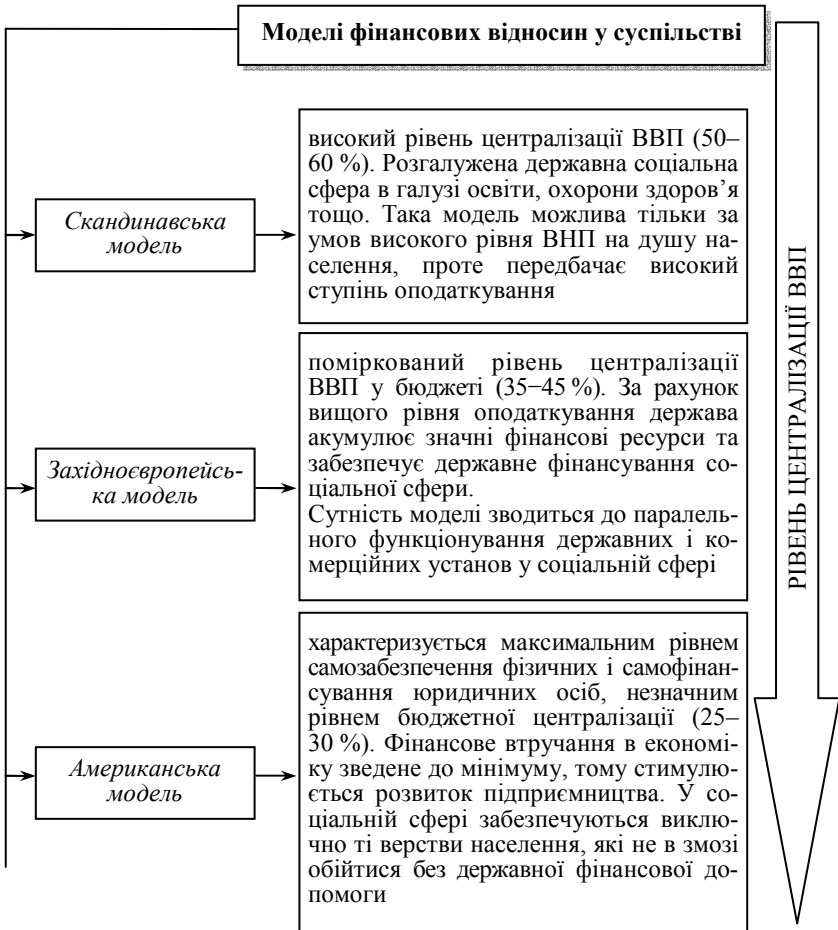 Моделі фінансових відносин у суспільстві
високий рівень централізації ВВП (50–
60 %). Розгалужена державна соціальна
сфера в галузі освіти, охорони здоров’я
тощо. Така модель можлива тільки за
умов високого рівня ВНП на душу на-
селення, проте передбачає високий
ступінь оподаткування
Скандинавська
модель
поміркований рівень централізації
ВВП у бюджеті (35−45 %). За рахунок
вищого рівня оподаткування держава
акумулює значні фінансові ресурси та
забезпечує державне фінансування со-
ціальної сфери.
Сутність моделі зводиться до паралель-
ного функціонування державних і ко-
мерційних установ у соціальній сфері
Західноєвропейсь-
ка модель
характеризується максимальним рівнем
самозабезпечення фізичних і самофінан-
сування юридичних осіб, незначним
рівнем бюджетної централізації (25–
30 %). Фінансове втручання в економі-
ку зведене до мінімуму, тому стимулю-
ється розвиток підприємництва. У со-
ціальній сфері забезпечуються виклю-
чно ті верстви населення, які не в змозі
обійтися без державної фінансової до-
помоги
Американська
модель
РІВЕНЬ ЦЕНТРАЛІЗАЦІЇ ВВП